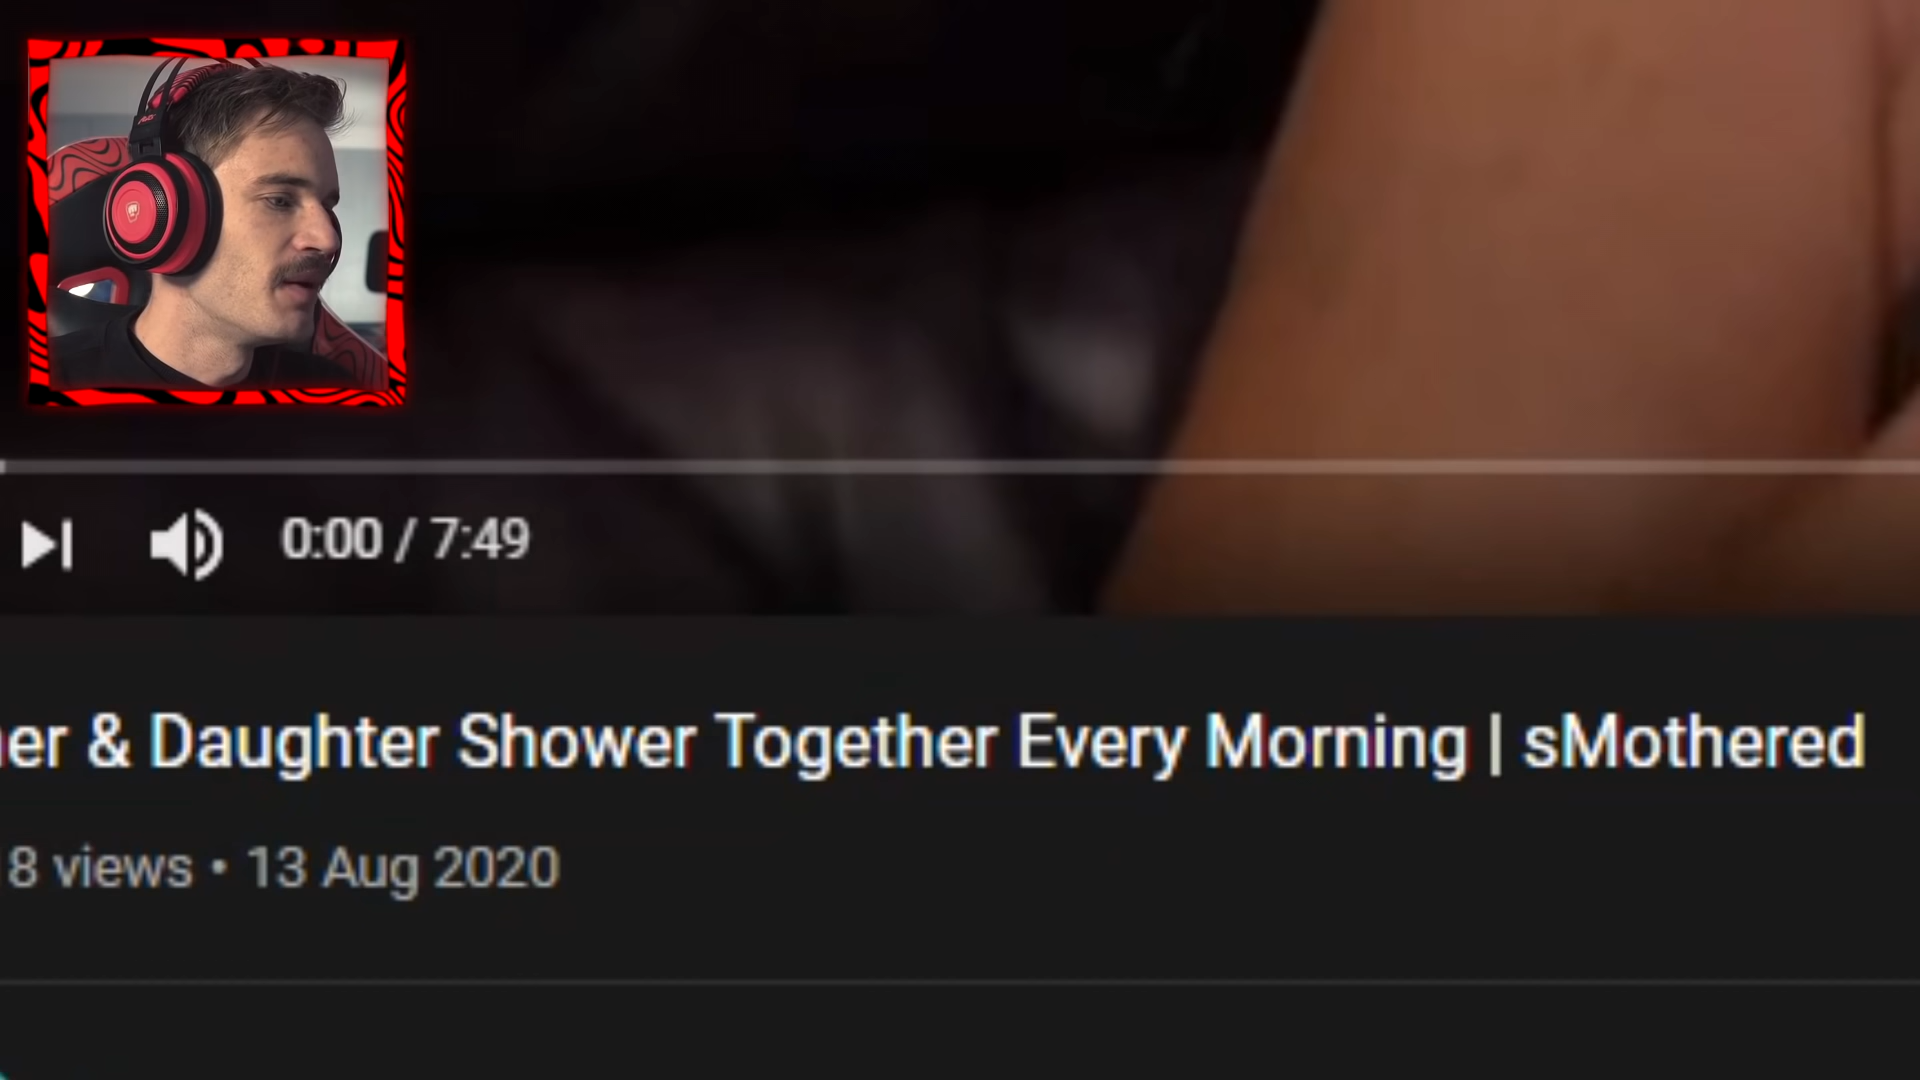 0:00 / 7:49
er & Daughter Shower Together Every Morning | sMothered
8 views • 13 Aug 2020